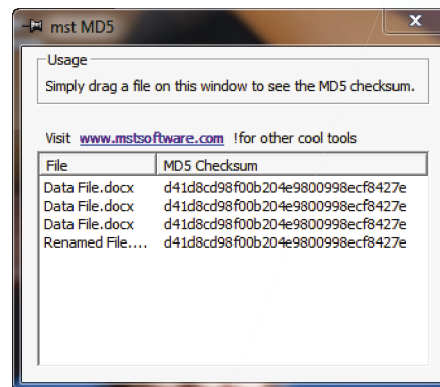 mst MD5
x
Usage
Simply drag a file on this window to see the MD5 checksum.
Visit www.mstsoftware.com !for other cool tools
File MD5 Checksum
Data File.docx d41d8cd98f00b204e9800998ecf8427e
Data File.docx d41d8cd98f00b204e9800998ecf8427e
Data File.docx d41d8cd98f00b204e9800998ecf8427e
Renamed File.... d41d8cd98f00b204e9800998ecf8427e